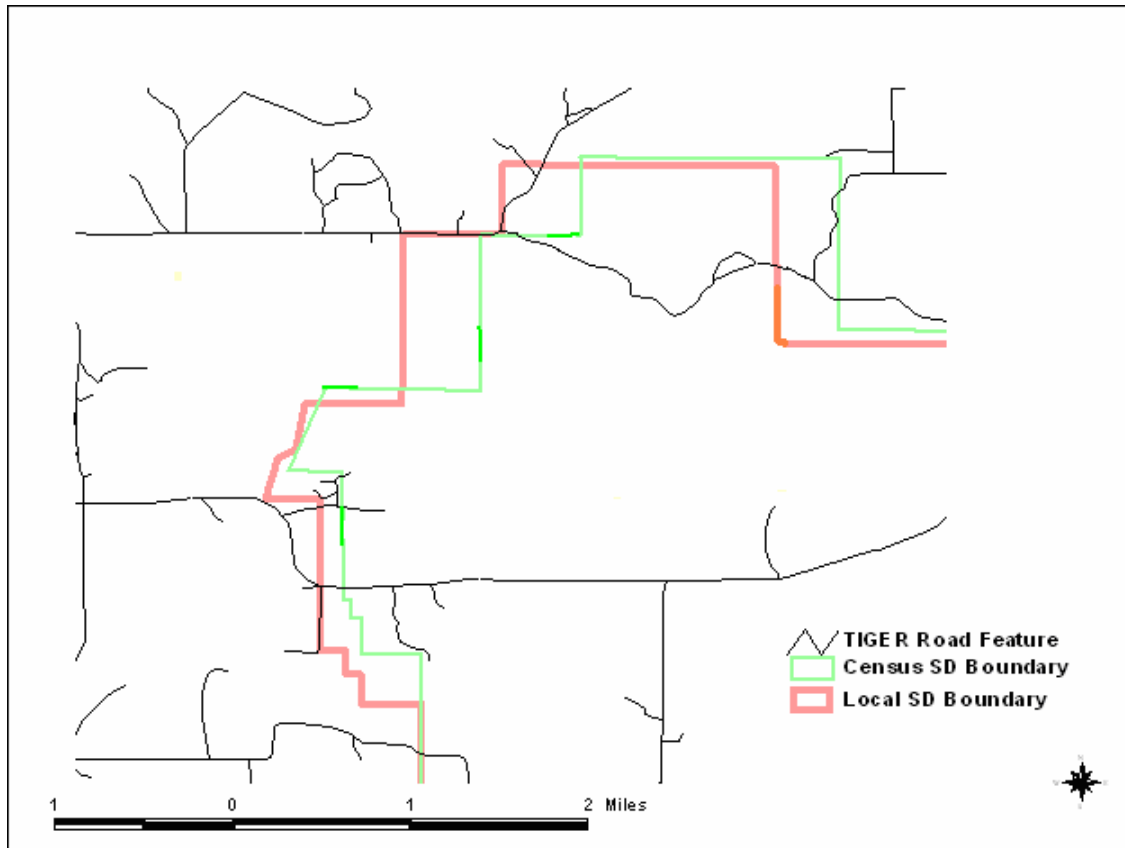 TIGER Road Feature
Census SD Boundary
Local SD Boundary
1 0 1 2 Miles